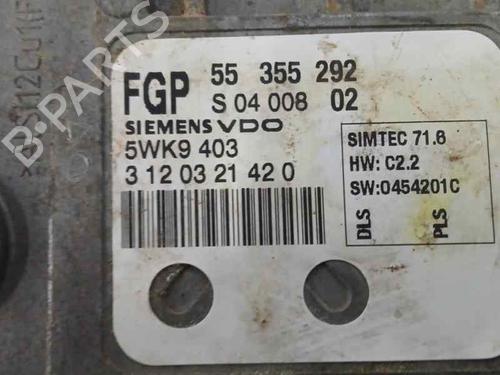 FGP 55 355 292
S 04 008 02
SIEMENS VDO
5WK9 403
3 12 03 21 42 0
SIMTEC 71.6
HW: C2.2
SW:0454201C
DLS PLS
B-PARTS